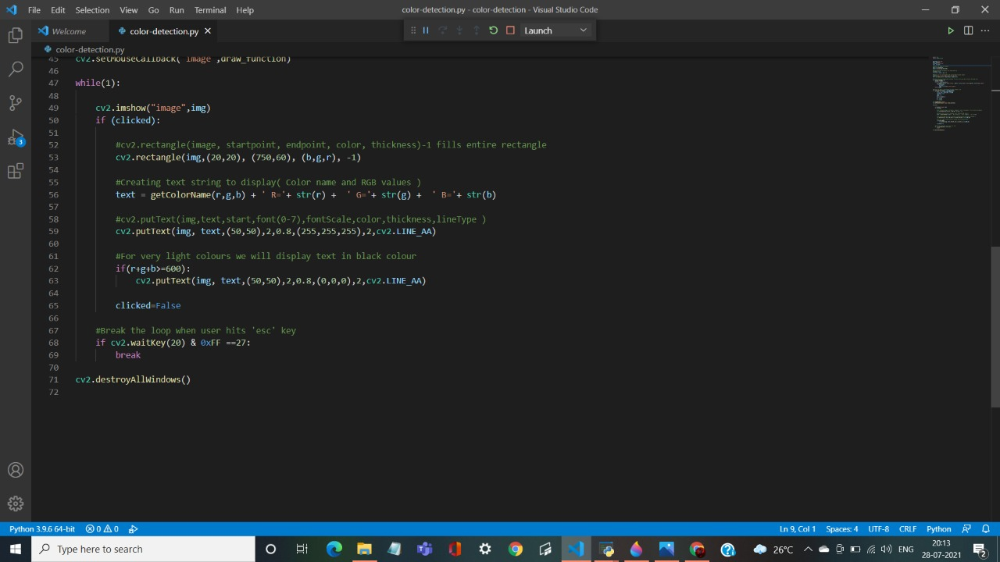 File Edit Selection View Go Run Terminal Help
color-detection.py - color-detection - Visual Studio Code
Welcome
color-detection.py
Launch
color-detection.py
45 cv2.setMouseCallback('image',draw_function)
46
47 while(1):
48
49 cv2.imshow("image",img)
50 if (clicked):
51
52 #cv2.rectangle(image, startpoint, endpoint, color, thickness)-1 fills entire rectangle
53 cv2.rectangle(img,(20,20), (750,60), (b,g,r), -1)
54
55 #Creating text string to display( Color name and RGB values )
56 text = getColorName(r,g,b) + ' R='+ str(r) + ' G='+ str(g) + ' B='+ str(b)
57
58 #cv2.putText(img,text,start,font(0-7),fontScale,color,thickness,lineType )
59 cv2.putText(img, text,(50,50),2,0.8,(255,255,255),2,cv2.LINE_AA)
60
61 #For very light colours we will display text in black colour
62 if(r+g+b>=600):
63 cv2.putText(img, text,(50,50),2,0.8,(0,0,0),2,cv2.LINE_AA)
64
65 clicked=False
66
67 #Break the loop when user hits 'esc' key
68 if cv2.waitKey(20) & 0xFF ==27:
69 break
70
71 cv2.destroyAllWindows()
72
3
Python 3.9.6 64-bit 0 0
Ln 9, Col 1 Spaces: 4 UTF-8 CRLF Python
Type here to search
26°C ENG
20:13
28-07-2021
2